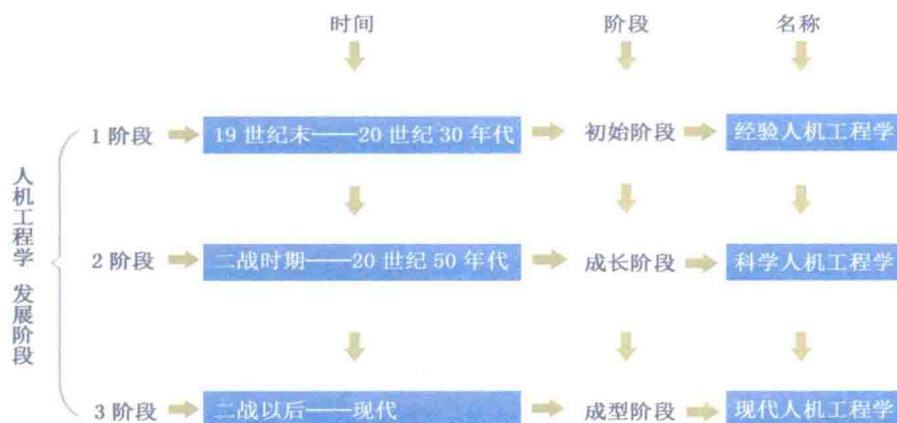 时间 阶段 名称
1 阶段 19 世纪末——20 世纪 30 年代 初始阶段 经验人机工程学
人机工程学 发展阶段
2 阶段 二战时期——20 世纪 50 年代 成长阶段 科学人机工程学
3 阶段 二战以后——现代 成型阶段 现代人机工程学